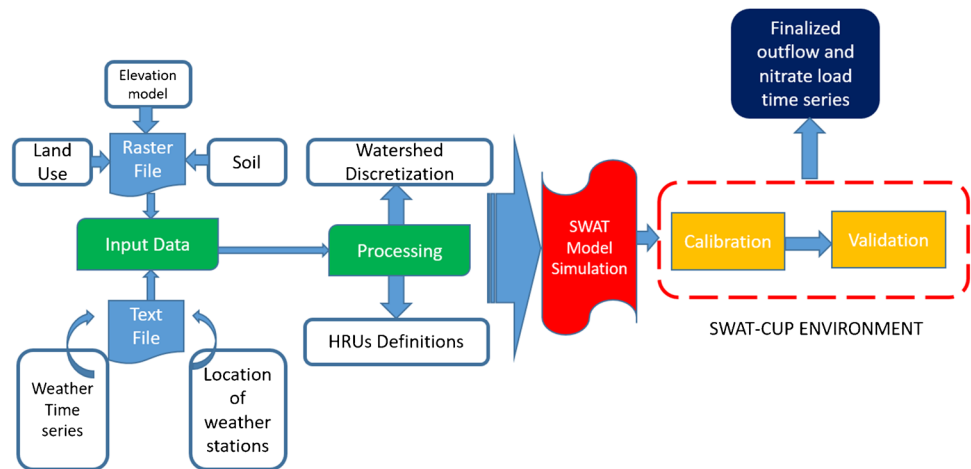 Elevation
model
Land
Use
Raster
File
Soil
Input Data
Text
File
Weather
Time
series
Location
of
weather
stations
Watershed
Discretization
Processing
HRUs Definitions
SWAT
Model
Simulation
Calibration
Validation
SWAT-CUP ENVIRONMENT
Finalized
outflow and
nitrate load
time series